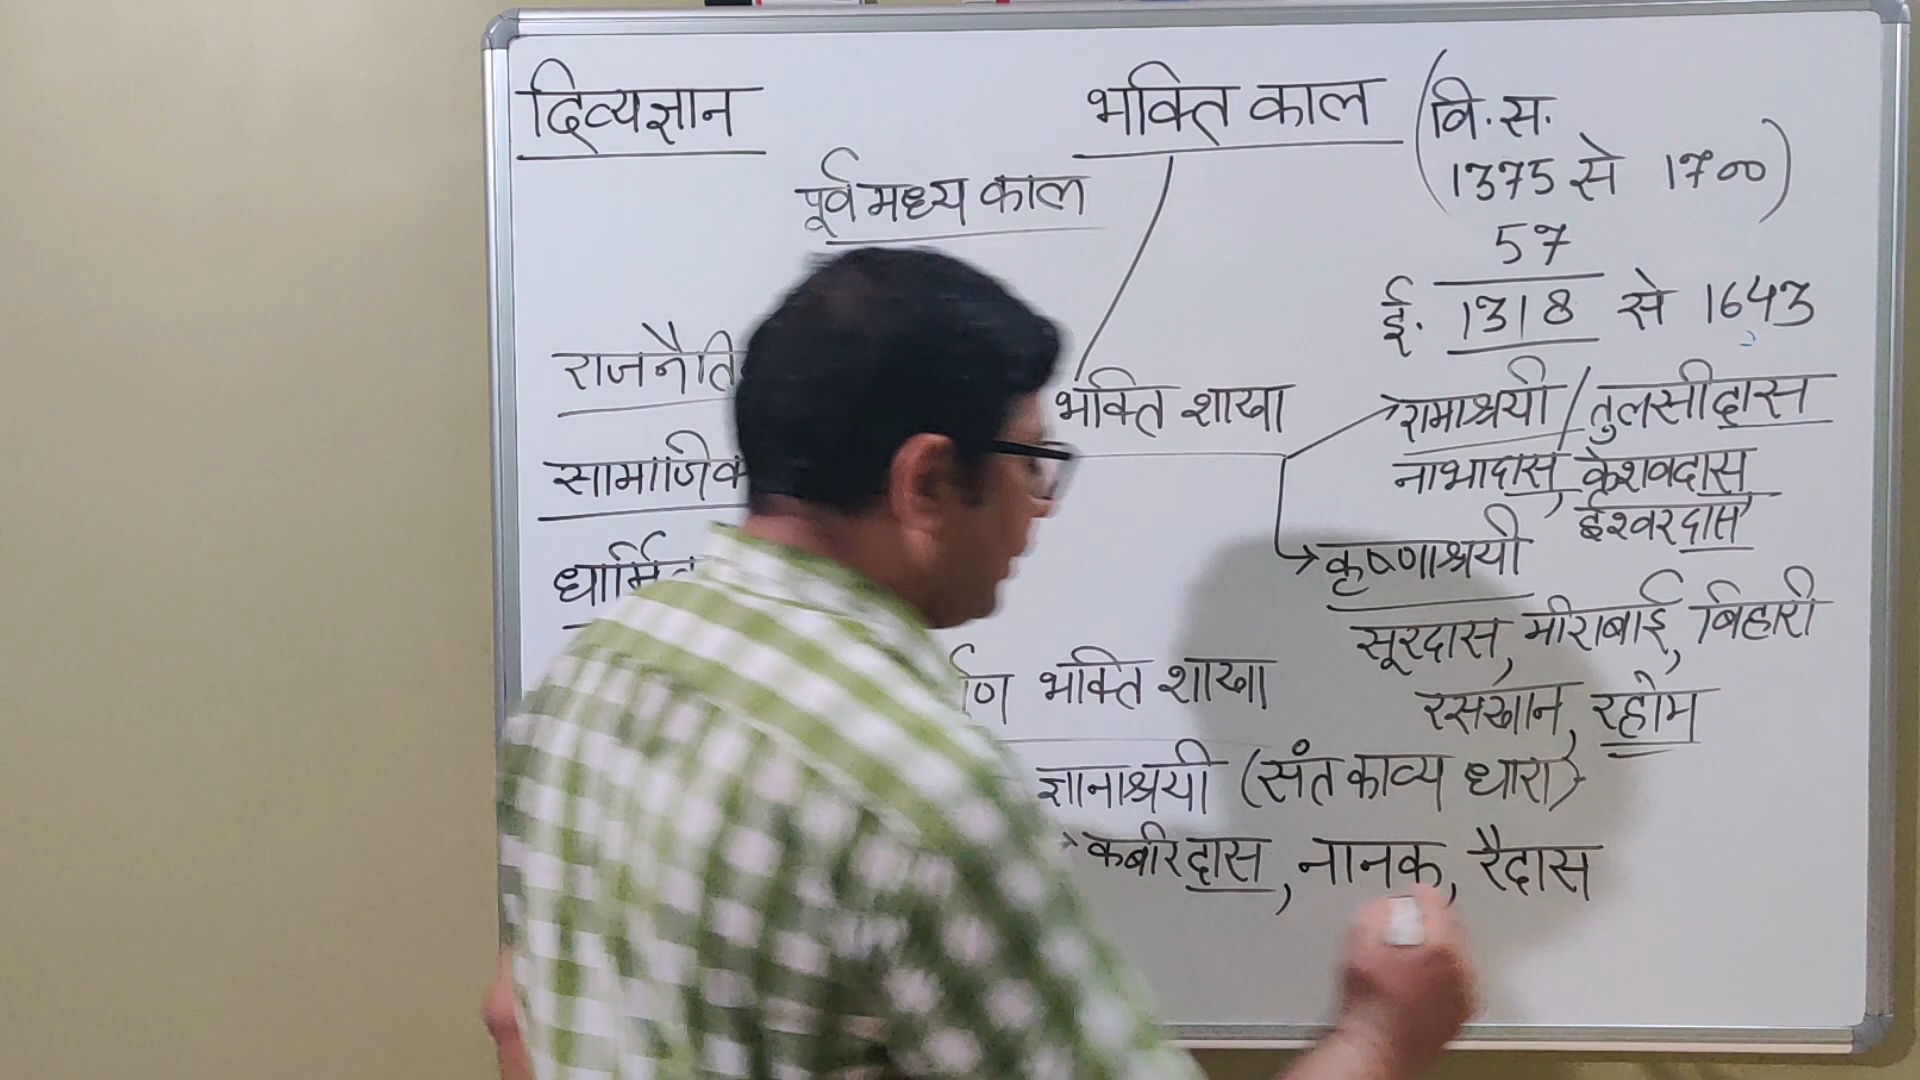 दिव्यज्ञान
भक्ति काल (वि.स.
1375 से 1700)
पूर्व मध्य काल
57
ई. 1318 से 1643
भक्ति शाखा
रामाश्रयी / तुलसीदास
नाभादास, केशवदास
ईश्वरदास
कृष्णाश्रयी
सूरदास, मीराबाई, बिहारी
रसखान, रहीम
भक्ति शाखा
ज्ञानाश्रयी (संत काव्य धारा)
कबीरदास, नानक, रैदास